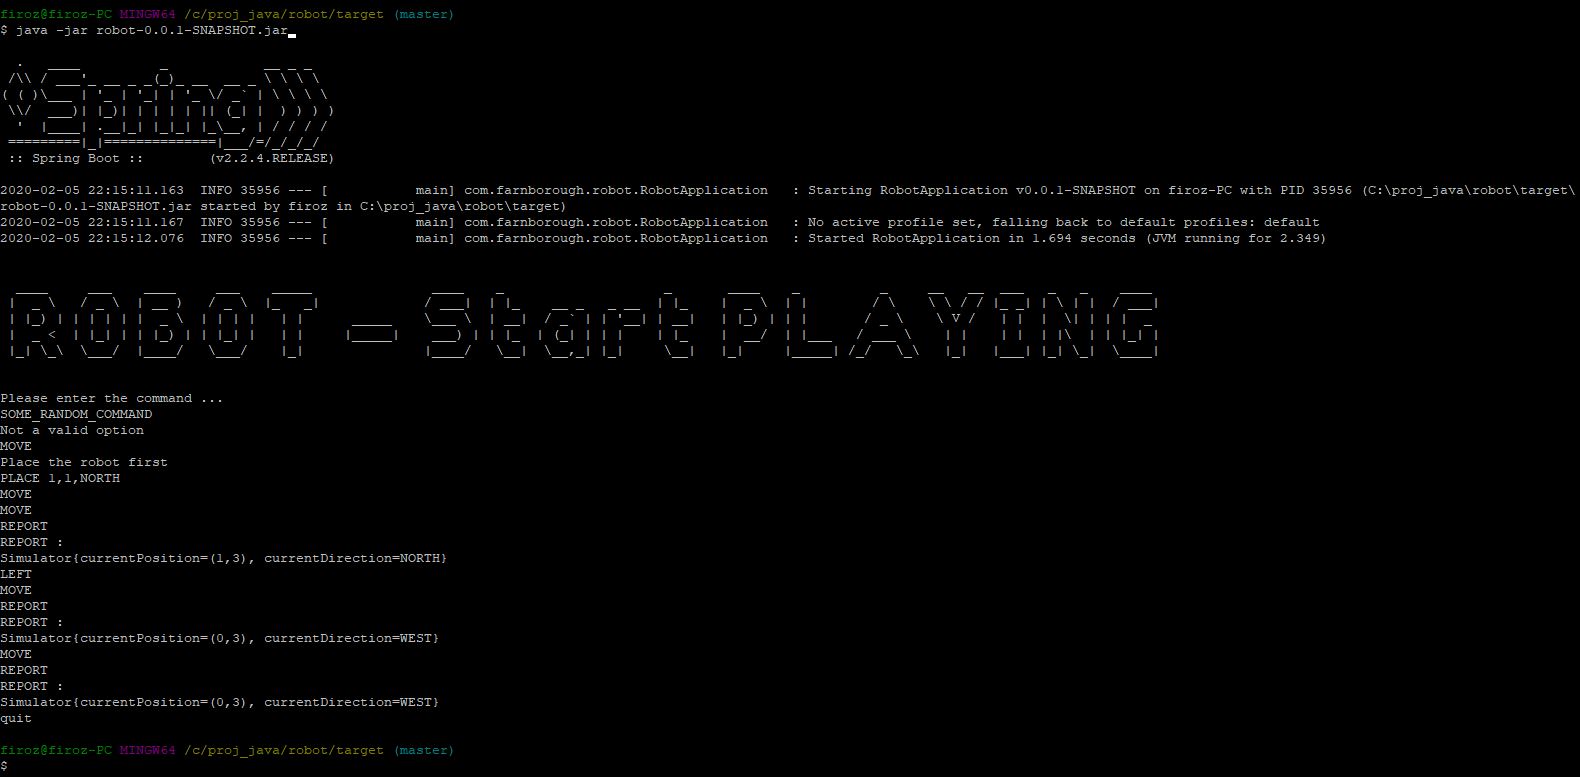 firoz@firoz-PC MINGW64 /c/proj_java/robot/target (master)
$ java -jar robot-0.0.1-SNAPSHOT.jar
Spring
:: Spring Boot ::        (v2.2.4.RELEASE)
2020-02-05 22:15:11.163  INFO 35956 --- [           main] com.farnborough.robot.RobotApplication   : Starting RobotApplication v0.0.1-SNAPSHOT on firoz-PC with PID 35956 (C:\proj_java\robot\target\
robot-0.0.1-SNAPSHOT.jar started by firoz in C:\proj_java\robot\target)
2020-02-05 22:15:11.167  INFO 35956 --- [           main] com.farnborough.robot.RobotApplication   : No active profile set, falling back to default profiles: default
2020-02-05 22:15:12.076  INFO 35956 --- [           main] com.farnborough.robot.RobotApplication   : Started RobotApplication in 1.694 seconds (JVM running for 2.349)
ROBOT - Start PLAYING
Please enter the command ...
SOME_RANDOM_COMMAND
Not a valid option
MOVE
Place the robot first
PLACE 1,1,NORTH
MOVE
MOVE
REPORT
REPORT :
Simulator{currentPosition=(1,3), currentDirection=NORTH}
LEFT
MOVE
REPORT
REPORT :
Simulator{currentPosition=(0,3), currentDirection=WEST}
MOVE
REPORT
REPORT :
Simulator{currentPosition=(0,3), currentDirection=WEST}
quit
firoz@firoz-PC MINGW64 /c/proj_java/robot/target (master)
$